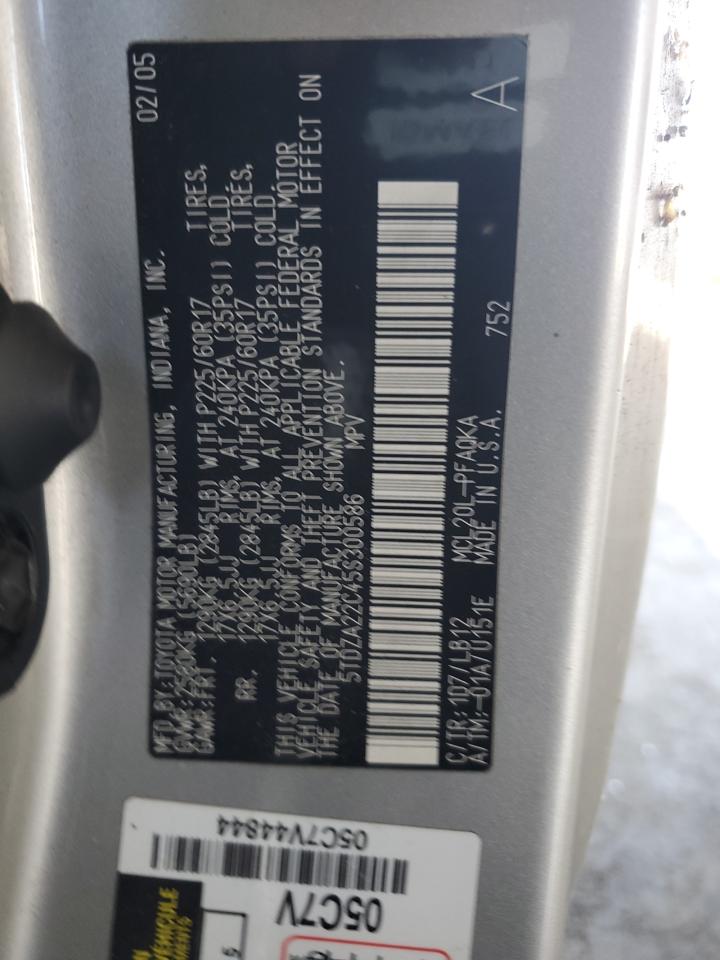 MFD.BY:TOYOTA MOTOR MANUFACTURING, INDIANA, INC. 02/05
GVWR:2580KG (5690LB)
GAWR:FRT. 1290KG (2845LB) WITH P225/60R17 TIRES,
17X6.5JJ RIMS, AT 240KPA (35PSI) COLD
RR. 1290KG (2845LB) WITH P225/60R17 TIRES,
17X6.5JJ RIMS, AT 240KPA (35PSI) COLD
THIS VEHICLE CONFORMS TO ALL APPLICABLE FEDERAL MOTOR
VEHICLE SAFETY AND THEFT PREVENTION STANDARDS IN EFFECT ON
THE DATE OF MANUFACTURE SHOWN ABOVE.
5TDZA22C45S300586 MPV
C/TR:1D7/LB12 MCL20L-PFAQKA 752
A/TM:-01A/U151E MADE IN U.S.A.
A
05C7V44844
05C7V
VÉHICULE